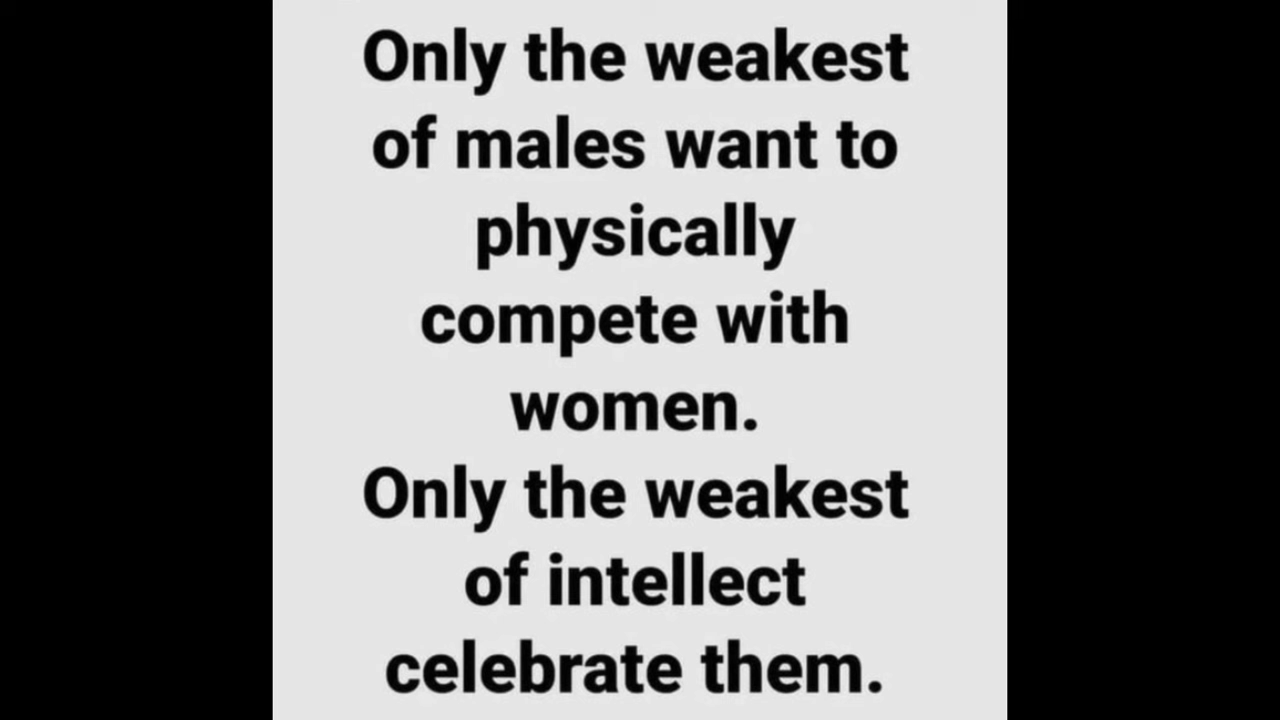 Only the weakest
of males want to
physically
compete with
women.
Only the weakest
of intellect
celebrate them.